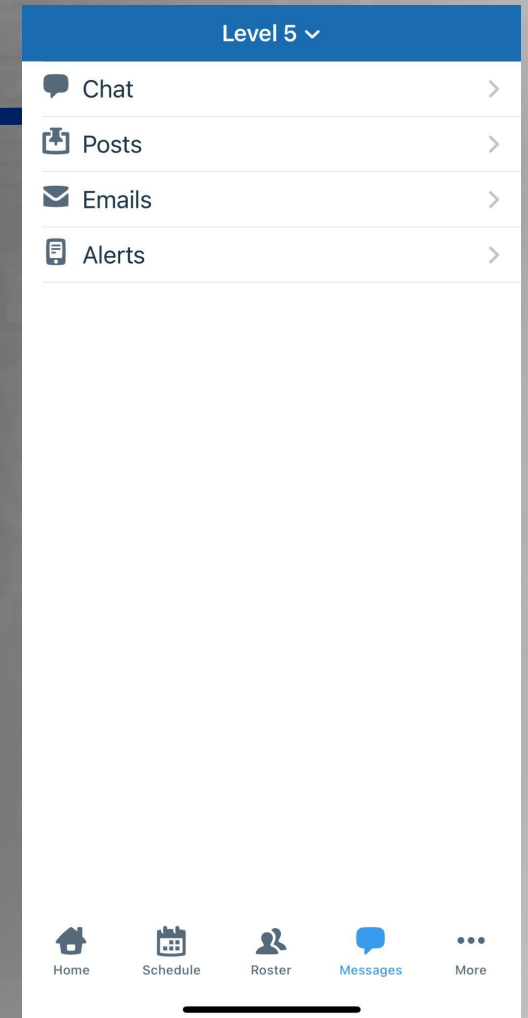 Level 5
Chat
Posts
Emails
Alerts
Home Schedule Roster Messages More